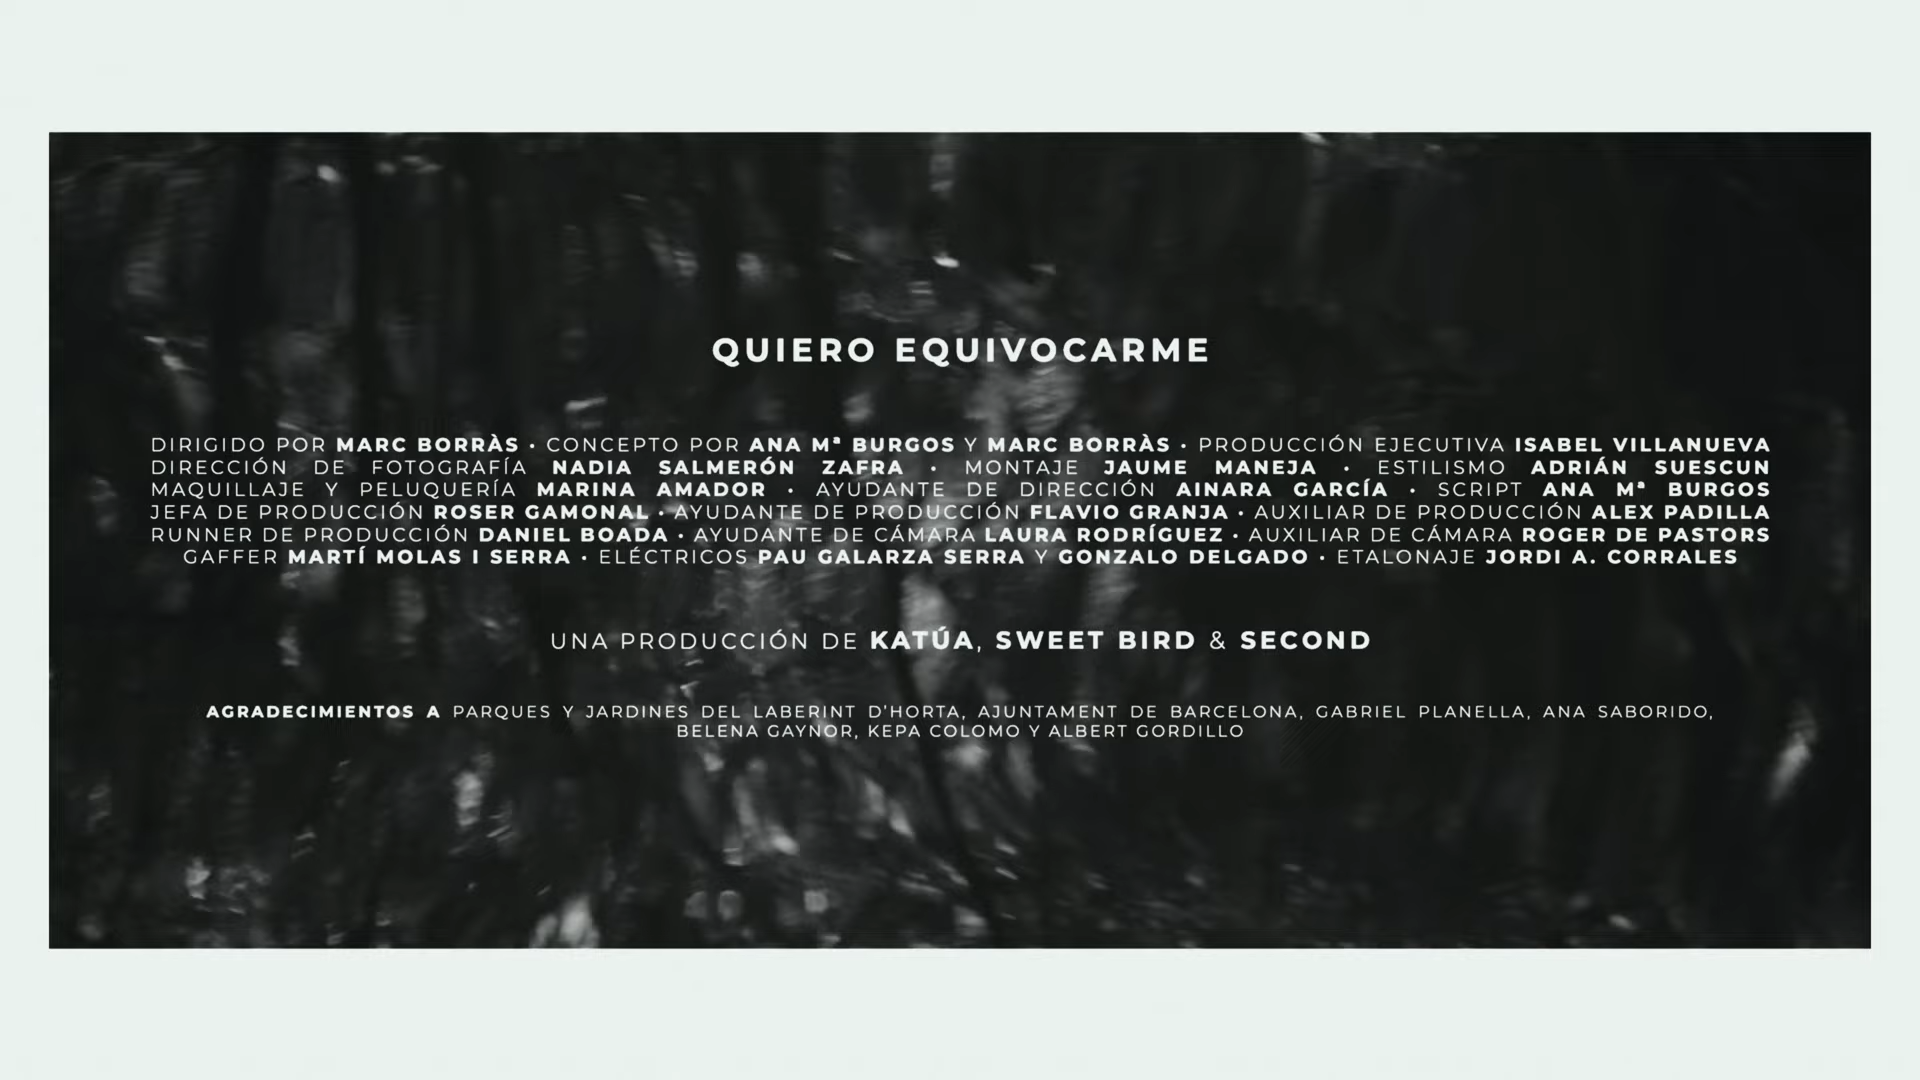 QUIERO EQUIVOCARME
DIRIGIDO POR MARC BORRÀS • CONCEPTO POR ANA Mª BURGOS Y MARC BORRÀS • PRODUCCIÓN EJECUTIVA ISABEL VILLANUEVA
DIRECCIÓN DE FOTOGRAFÍA NADIA SALMERÓN ZAFRA • MONTAJE JAUME MANEJA • ESTILISMO ADRIÁN SUESCUN
MAQUILLAJE Y PELUQUERÍA MARINA AMADOR • AYUDANTE DE DIRECCIÓN AINARA GARCÍA • SCRIPT ANA Mª BURGOS
JEFA DE PRODUCCIÓN ROSER GAMONAL • AYUDANTE DE PRODUCCIÓN FLAVIO GRANJA • AUXILIAR DE PRODUCCIÓN ALEX PADILLA
RUNNER DE PRODUCCIÓN DANIEL BOADA • AYUDANTE DE CÁMARA LAURA RODRÍGUEZ • AUXILIAR DE CÁMARA ROGER DE PASTORS
GAFFER MARTÍ MOLAS I SERRA • ELÉCTRICOS PAU GALARZA SERRA Y GONZALO DELGADO • ETALONAJE JORDI A. CORRALES
UNA PRODUCCIÓN DE KATÚA, SWEET BIRD & SECOND
AGRADECIMIENTOS A PARQUES Y JARDINES DEL LABERINT D'HORTA, AJUNTAMENT DE BARCELONA, GABRIEL PLANELLA, ANA SABORIDO,
BELENA GAYNOR, KEPA COLOMO Y ALBERT GORDILLO